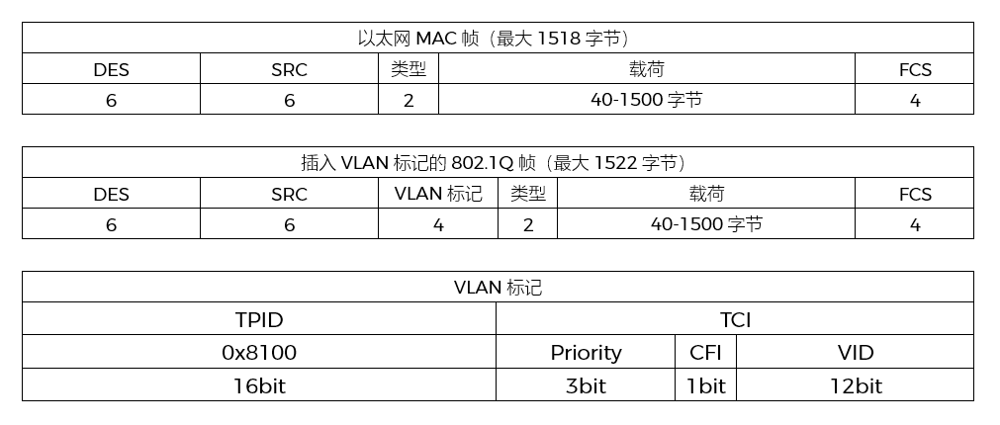 以太网 MAC 帧（最大 1518 字节）
DES SRC 类型 载荷 FCS
6 6 2 40-1500 字节 4
插入 VLAN 标记的 802.1Q 帧（最大 1522 字节）
DES SRC VLAN 标记 类型 载荷 FCS
6 6 4 2 40-1500 字节 4
VLAN 标记
TPID TCI
0x8100 Priority CFI VID
16bit 3bit 1bit 12bit